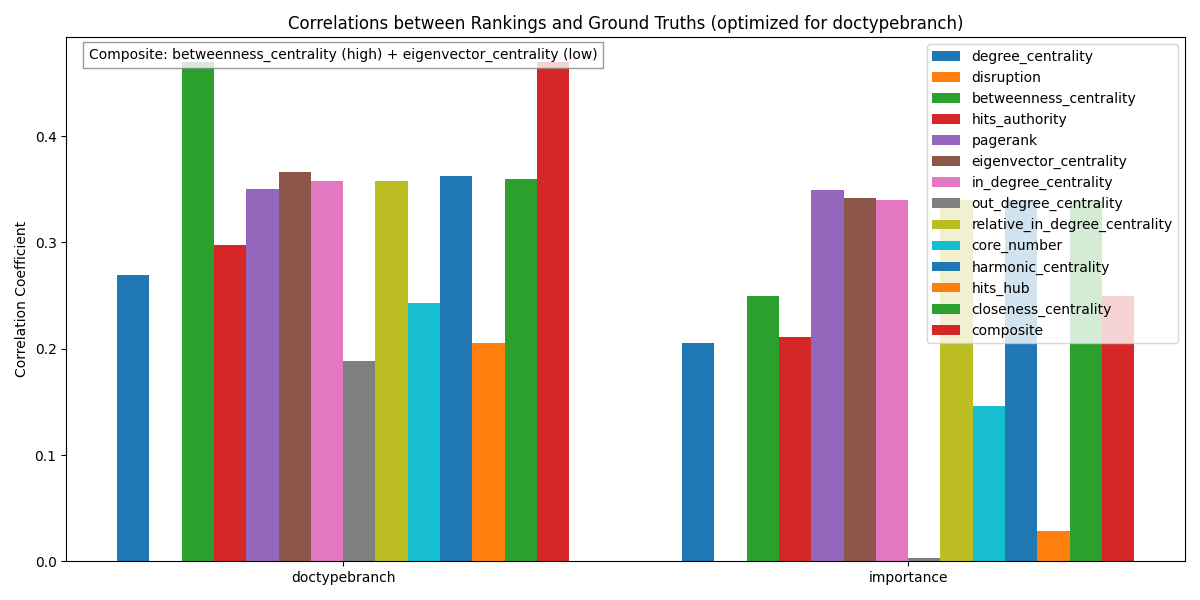 Correlations between Rankings and Ground Truths (optimized for doctypebranch)
Composite: betweenness_centrality (high) + eigenvector_centrality (low)
degree_centrality
disruption
betweenness_centrality
hits_authority
pagerank
eigenvector_centrality
in_degree_centrality
out_degree_centrality
relative_in_degree_centrality
core_number
harmonic_centrality
hits_hub
closeness_centrality
composite
Correlation Coefficient
0.4
0.3
0.2
0.1
0.0
doctypebranch
importance